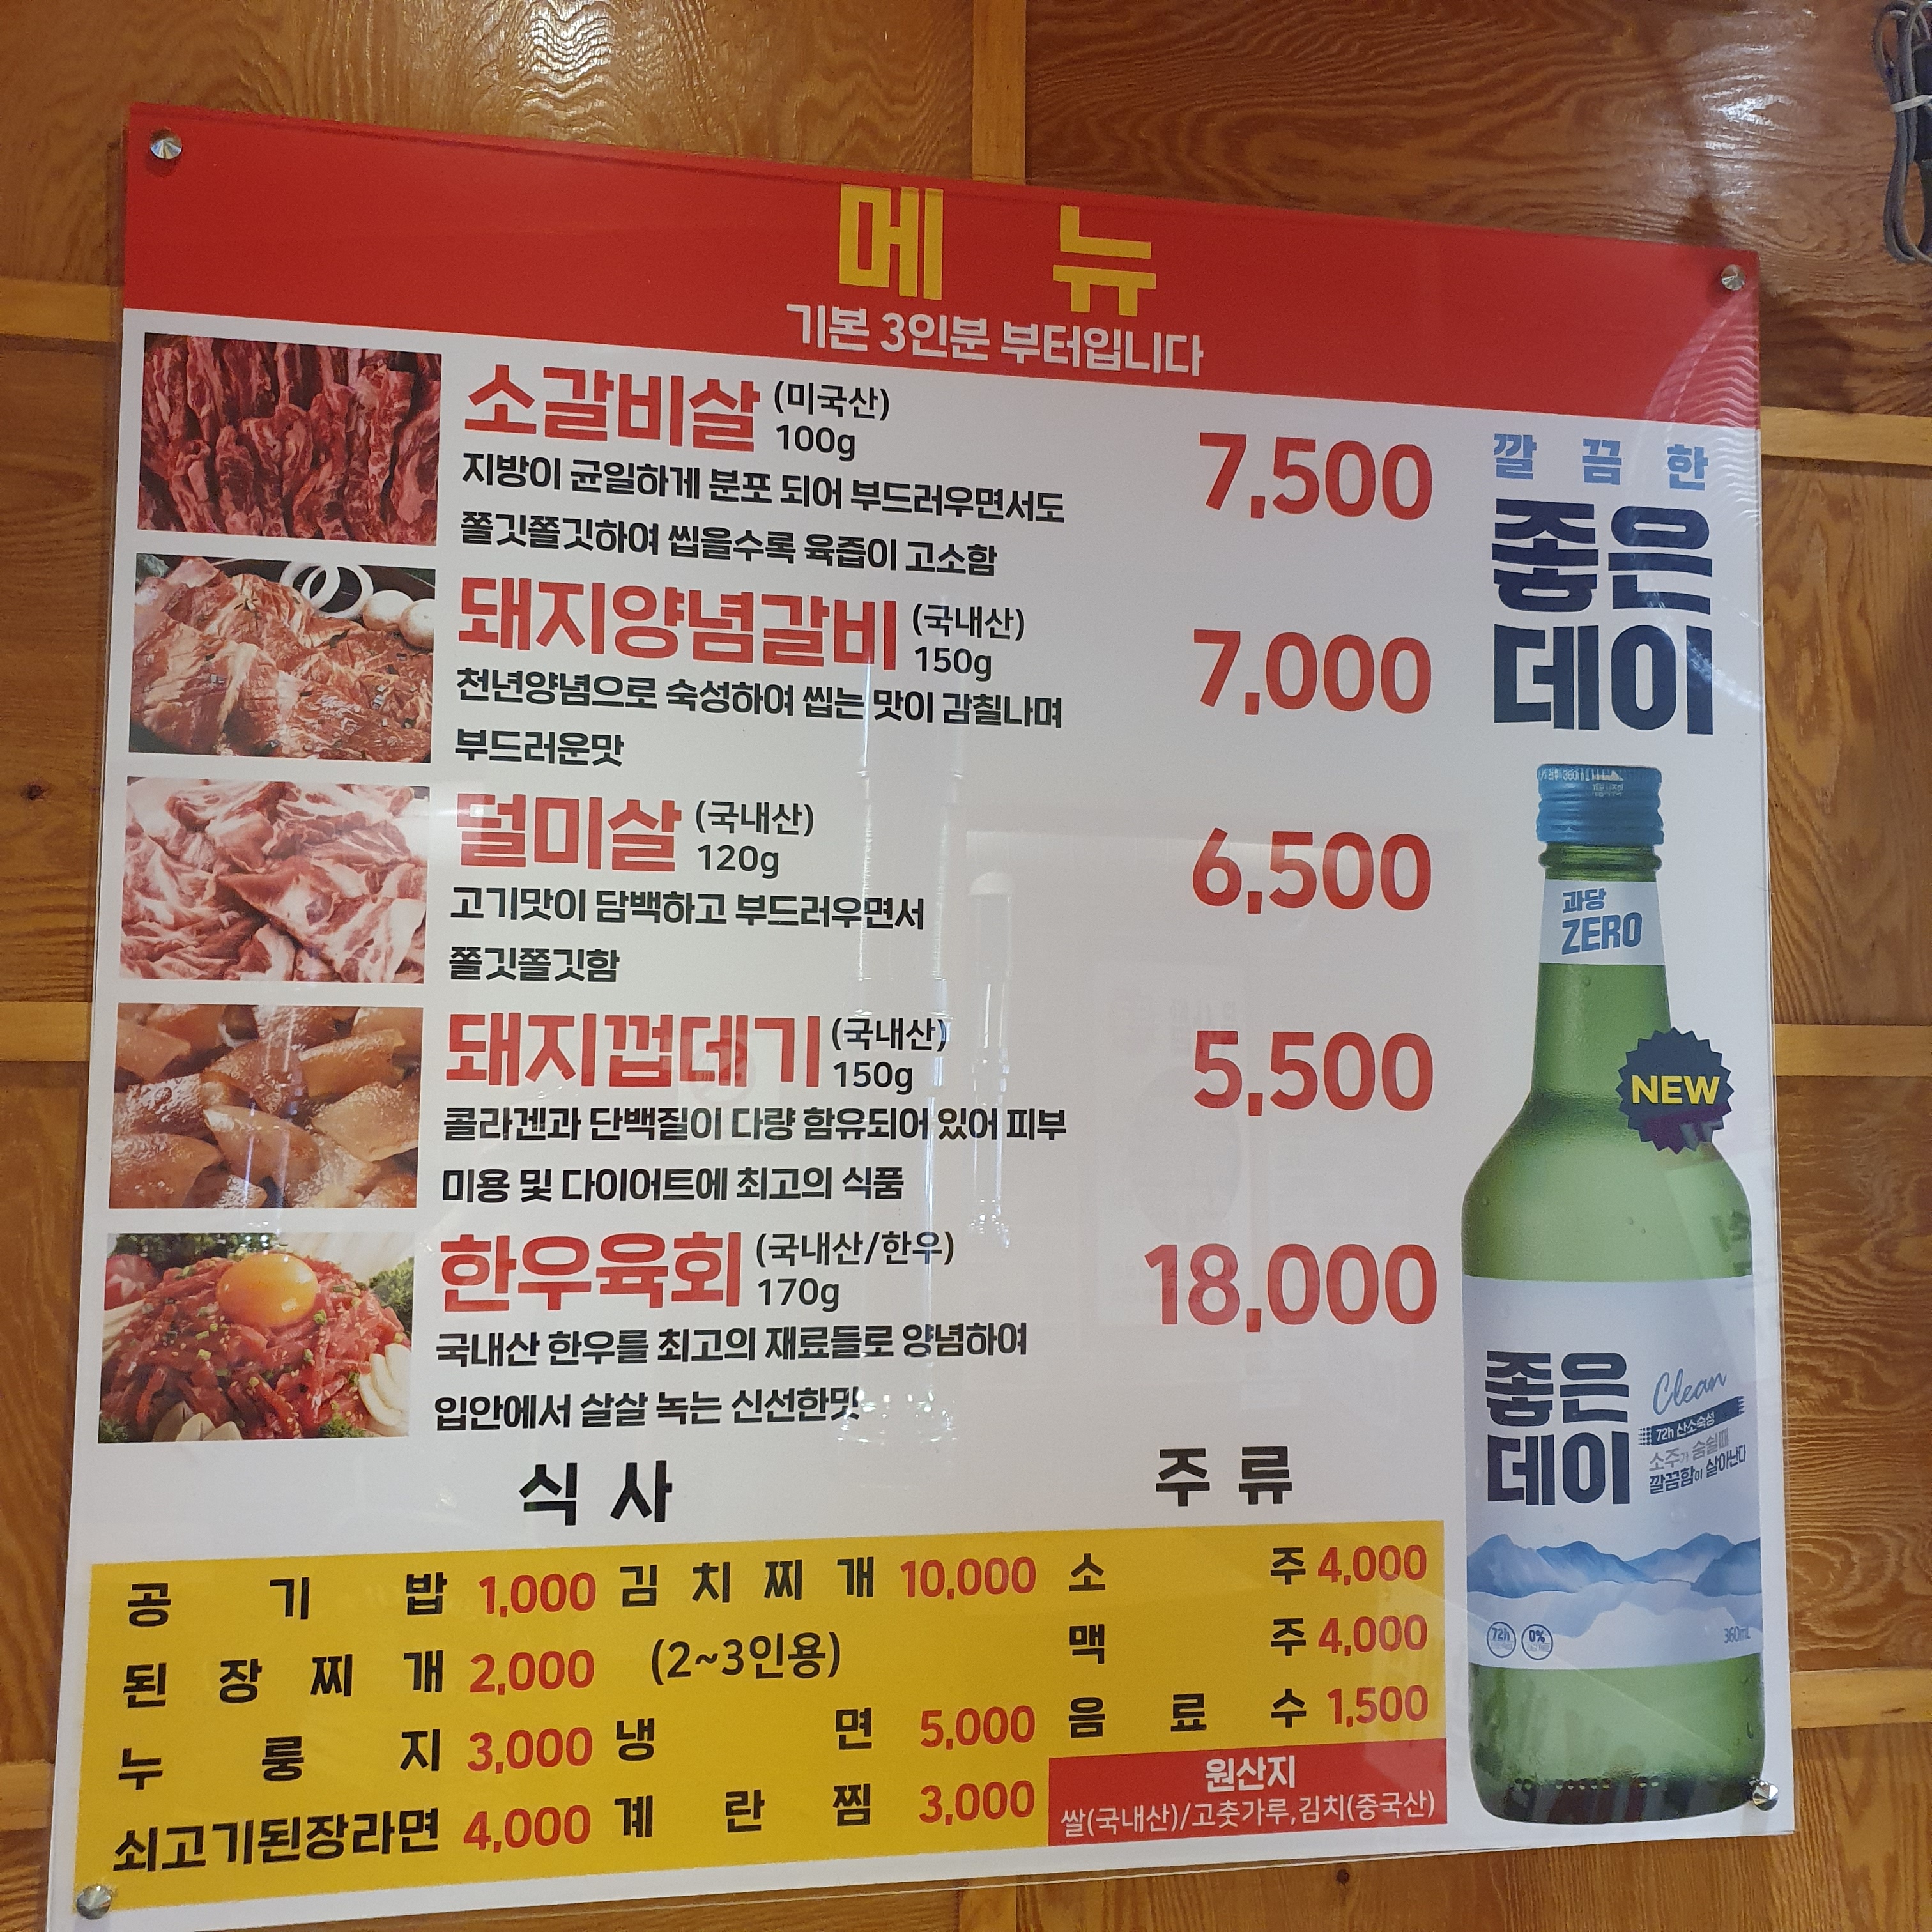 메뉴
기본 3인분 부터입니다
소갈비살 (미국산) 100g 7,500
지방이 균일하게 분포 되어 부드러우면서도
쫄깃쫄깃하여 씹을수록 육즙이 고소함
돼지양념갈비 (국내산) 150g 7,000
천년양념으로 숙성하여 씹는 맛이 감칠나며
부드러운맛
덜미살 (국내산) 120g 6,500
고기맛이 담백하고 부드러우면서
쫄깃쫄깃함
돼지껍데기 (국내산) 150g 5,500
콜라겐과 단백질이 다량 함유되어 있어 피부
미용 및 다이어트에 최고의 식품
한우육회 (국내산/한우) 170g 18,000
국내산 한우를 최고의 재료들로 양념하여
입안에서 살살 녹는 신선한맛
식사
공기밥 1,000
된장찌개 2,000
누룽지 3,000
쇠고기된장라면 4,000
김치찌개 10,000
(2~3인용)
냉면 5,000
계란찜 3,000
주류
소주 4,000
맥주 4,000
음료수 1,500
원산지
쌀(국내산)/고춧가루,김치(중국산)
깔끔한
좋은
데이
과당
ZERO
NEW
좋은
데이
Clean
72h 산소숙성
소주가 숨쉴때
깔끔함이 살아난다
72h
0%
360mL